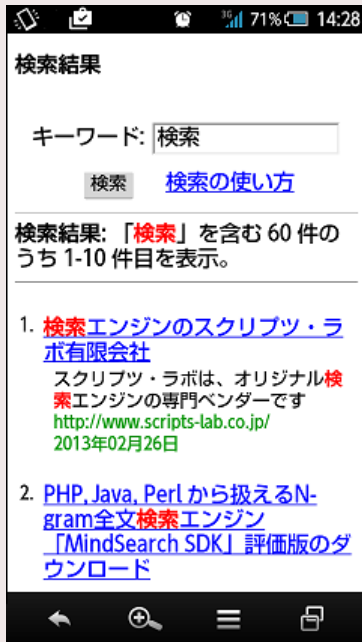 3G 71% 14:28
検索結果
キーワード: 検索
検索 検索の使い方
検索結果: 「検索」を含む 60 件の
うち 1-10 件目を表示。
1. 検索エンジンのスクリプツ・ラ
ボ有限会社
スクリプツ・ラボは、オリジナル検
索エンジンの専門ベンダーです
http://www.scripts-lab.co.jp/
2013年02月26日
2. PHP, Java, Perl から扱えるN-
gram全文検索エンジン
「MindSearch SDK」評価版のダ
ウンロード